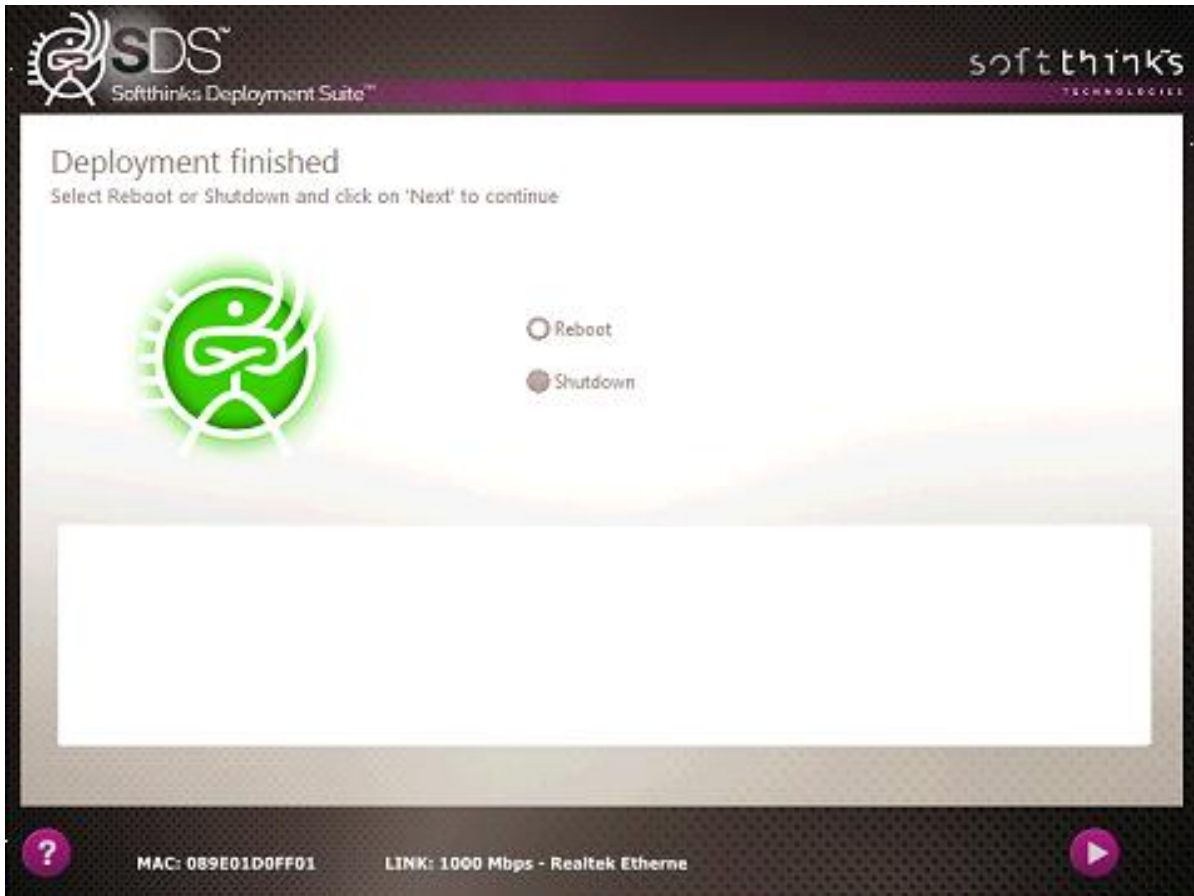 SDS™
Softthinks Deployment Suite™
softthinks
TECHNOLOGIES
Deployment finished
Select Reboot or Shutdown and click on 'Next' to continue
Reboot
Shutdown
?
MAC: 089E01D0FF01 LINK: 1000 Mbps - Realtek Etherne